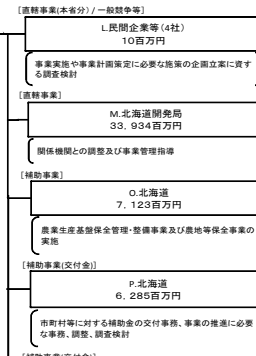 [直轄事業(本省分) / 一般競争等]
L.民間企業等(4社)
10百万円
事業実施や事業計画策定に必要な施策の企画立案に資す
る調査検討
[直轄事業]
M.北海道開発局
33, 934百万円
関係機関との調整及び事業管理指導
[補助事業]
O.北海道
7, 123百万円
農業生産基盤保全管理・整備事業及び農地等保全事業の
実施
[補助事業(交付金)]
P.北海道
6, 285百万円
市町村等に対する補助金の交付事務、事業の推進に必要
な事務、調整、調査検討
[補助事業(交付金)]